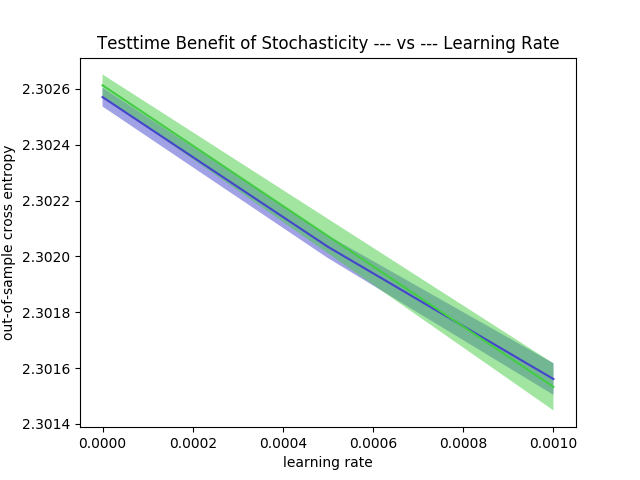 Testtime Benefit of Stochasticity --- vs --- Learning Rate
2.3026
2.3024
2.3022
2.3020
2.3018
2.3016
2.3014
out-of-sample cross entropy
0.0000 0.0002 0.0004 0.0006 0.0008 0.0010
learning rate